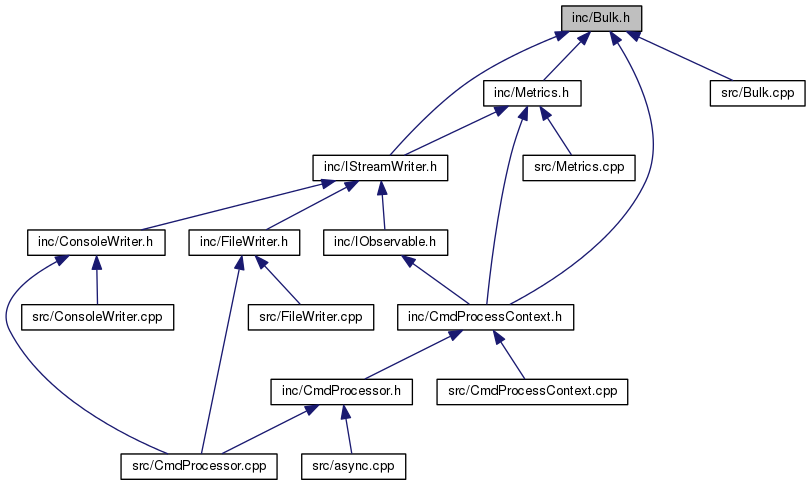 inc/Bulk.h
inc/Metrics.h
src/Bulk.cpp
inc/IStreamWriter.h
src/Metrics.cpp
inc/ConsoleWriter.h
inc/FileWriter.h
inc/IObservable.h
src/ConsoleWriter.cpp
src/FileWriter.cpp
inc/CmdProcessContext.h
inc/CmdProcessor.h
src/CmdProcessContext.cpp
src/CmdProcessor.cpp
src/async.cpp